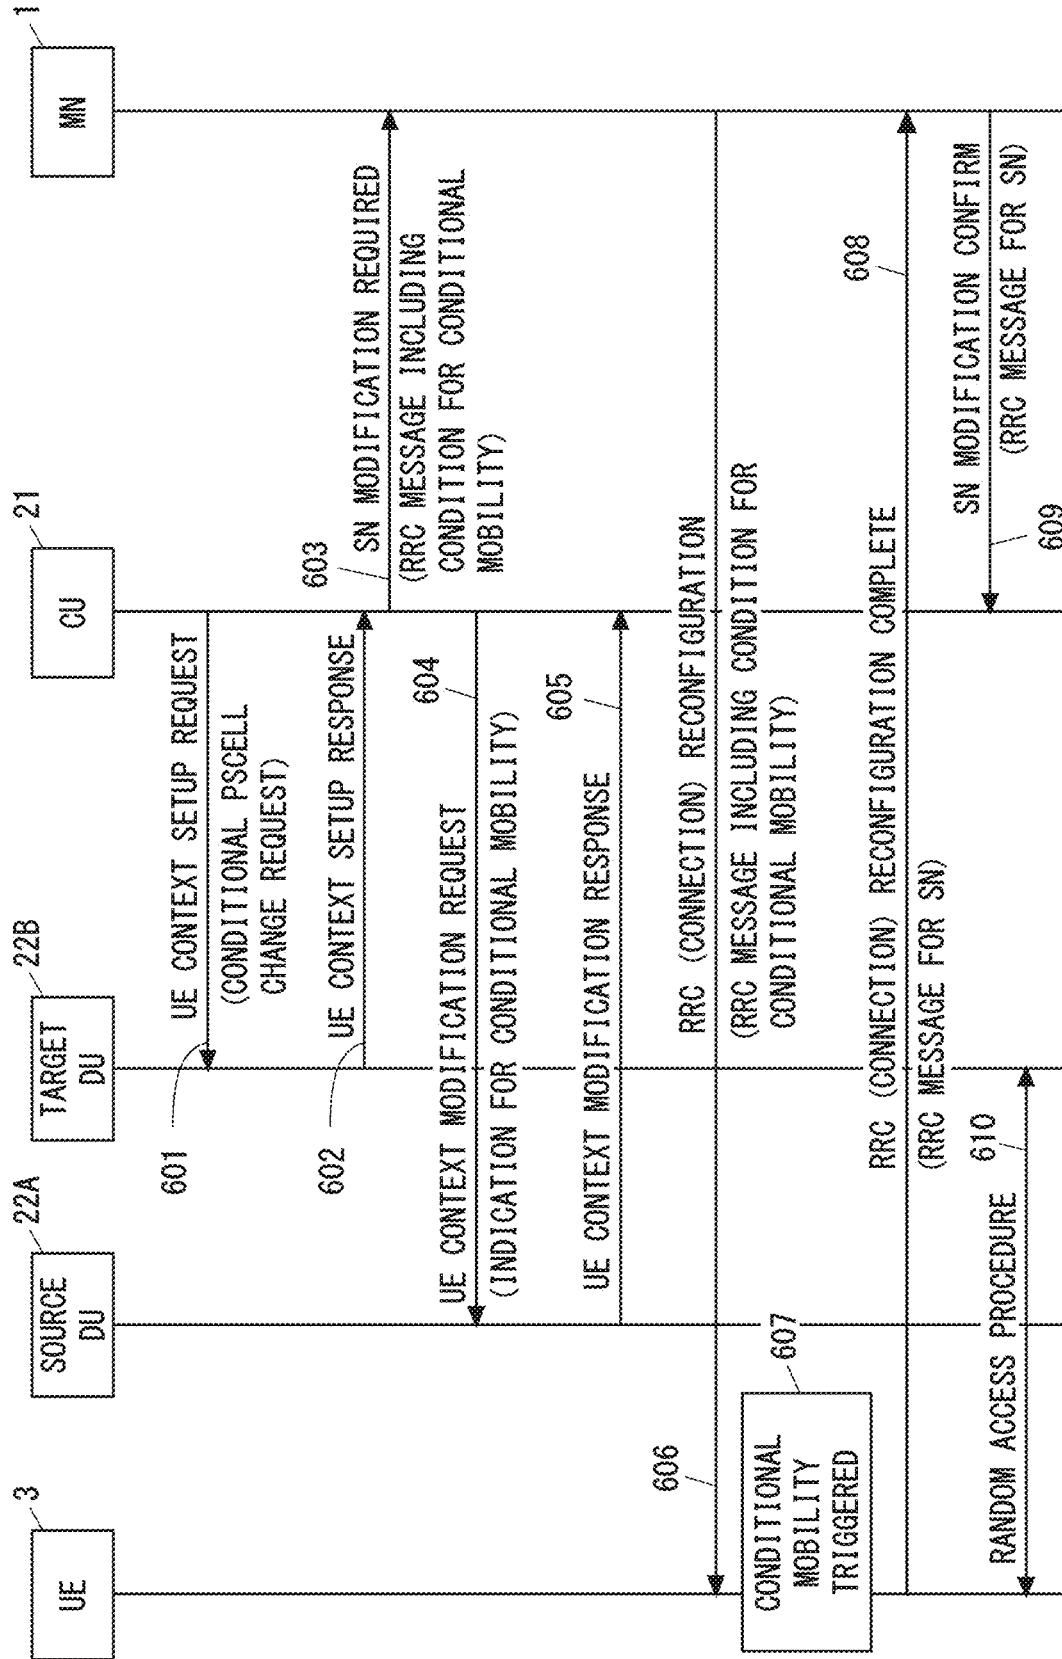 UE
3
SOURCE
DU
22A
TARGET
DU
22B
CU
21
MN
1
601
UE CONTEXT SETUP REQUEST
(CONDITIONAL PSCELL
CHANGE REQUEST)
602
UE CONTEXT SETUP RESPONSE
603
SN MODIFICATION REQUIRED
(RRC MESSAGE INCLUDING
CONDITION FOR CONDITIONAL
MOBILITY)
604
UE CONTEXT MODIFICATION REQUEST
(INDICATION FOR CONDITIONAL MOBILITY)
605
UE CONTEXT MODIFICATION RESPONSE
606
RRC (CONNECTION) RECONFIGURATION
(RRC MESSAGE INCLUDING CONDITION FOR
CONDITIONAL MOBILITY)
607
CONDITIONAL
MOBILITY
TRIGGERED
608
RRC (CONNECTION) RECONFIGURATION COMPLETE
(RRC MESSAGE FOR SN)
SN MODIFICATION CONFIRM
(RRC MESSAGE FOR SN)
609
RANDOM ACCESS PROCEDURE
610